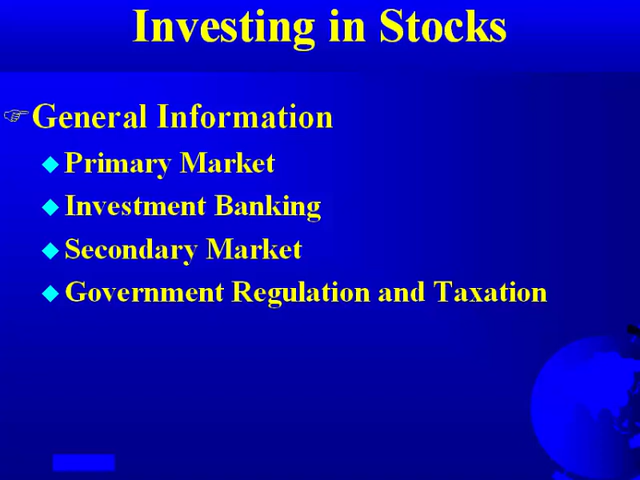 Investing in Stocks
General Information
Primary Market
Investment Banking
Secondary Market
Government Regulation and Taxation